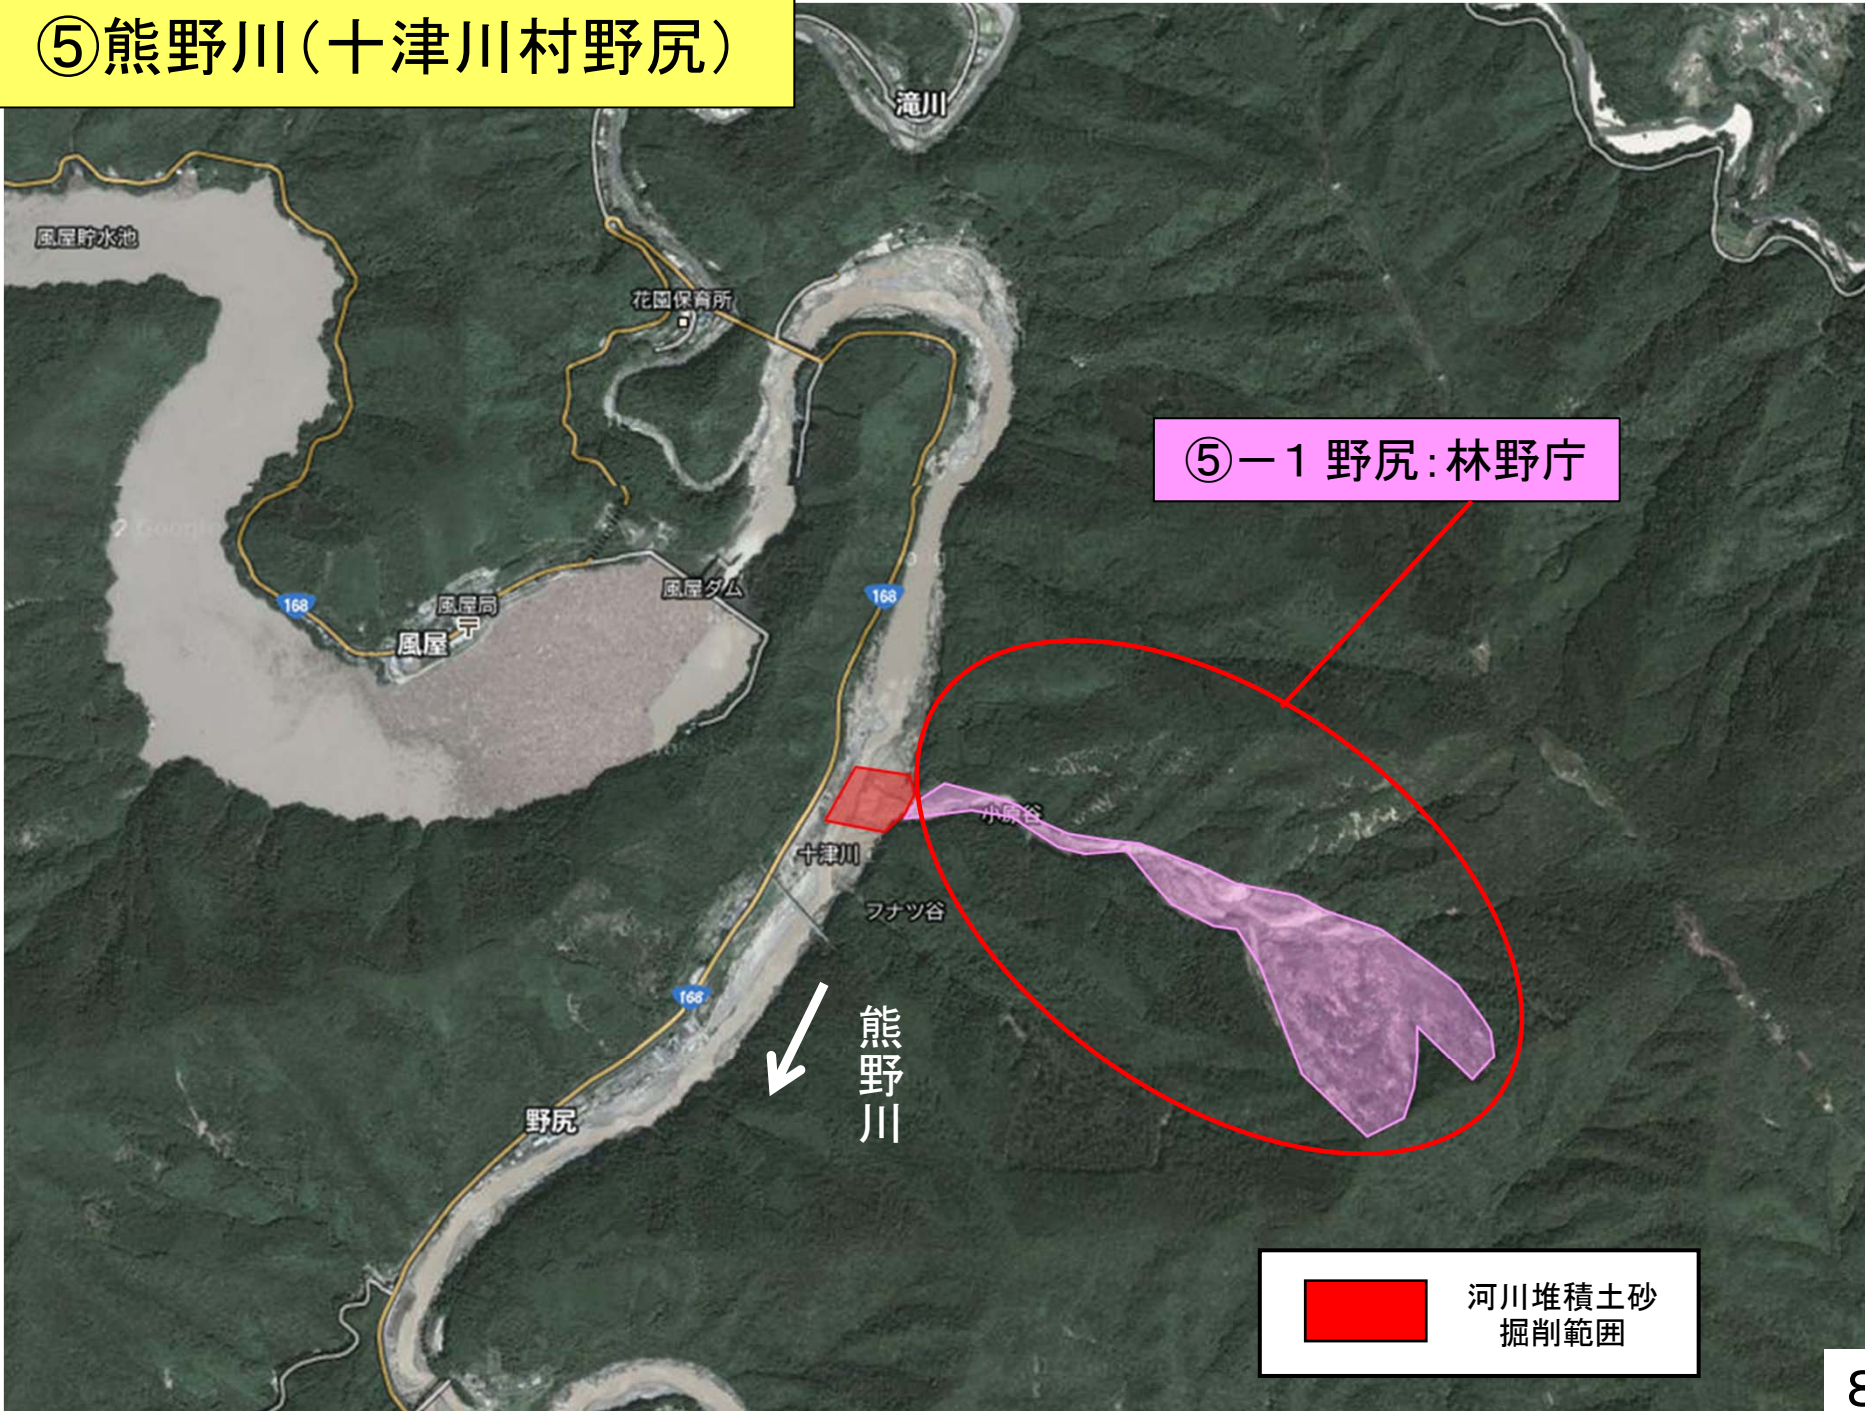 ⑤熊野川（十津川村野尻）
滝川
風屋貯水池
花園保育所
⑤－１ 野尻：林野庁
168
風屋局
風屋
風屋ダム
168
小原谷
十津川
フナツ谷
168
熊野川
野尻
河川堆積土砂
掘削範囲